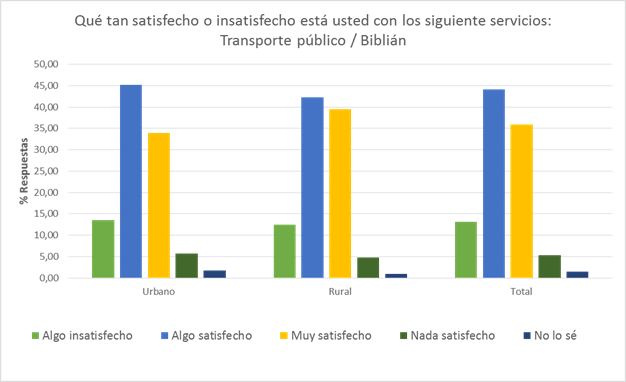 Qué tan satisfecho o insatisfecho está usted con los siguiente servicios:
Transporte público / Biblián
% Respuestas
50,00
45,00
40,00
35,00
30,00
25,00
20,00
15,00
10,00
5,00
0,00
Urbano Rural Total
Algo insatisfecho Algo satisfecho Muy satisfecho Nada satisfecho No lo sé